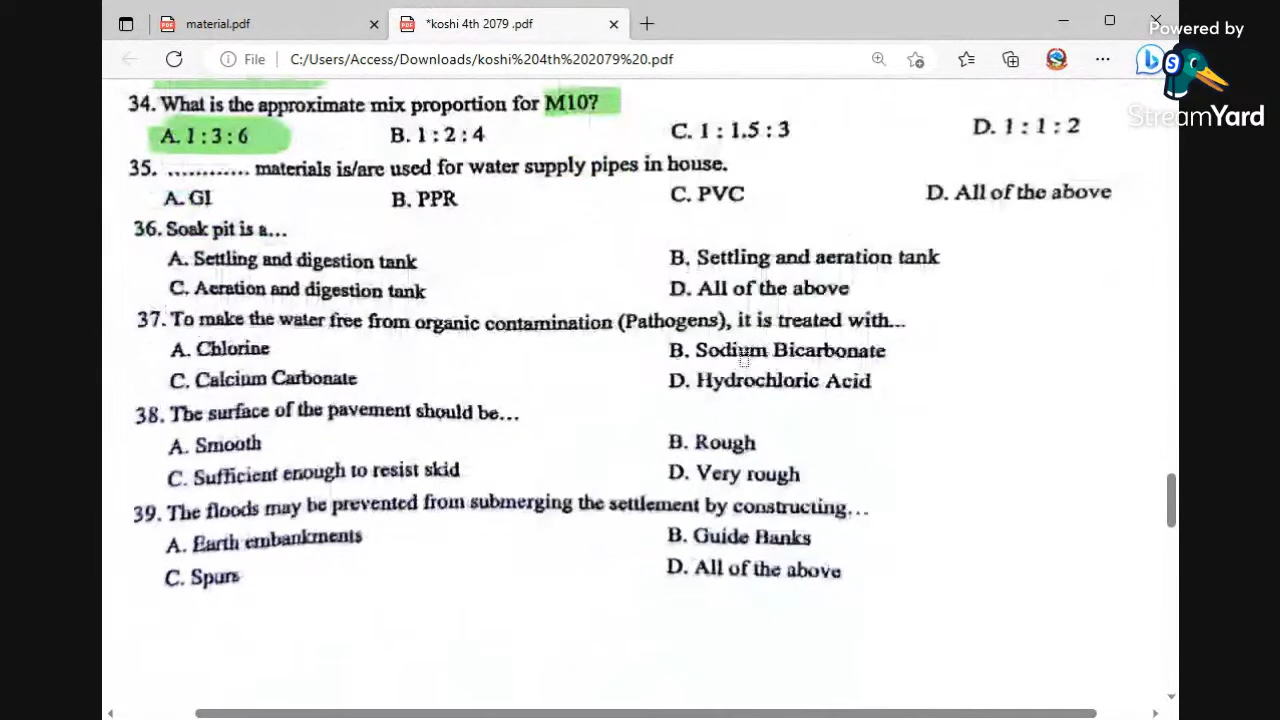 material.pdf
*koshi 4th 2079 .pdf
Powered by
StreamYard
File C:/Users/Access/Downloads/koshi%204th%202079%20.pdf
34. What is the approximate mix proportion for M10?
A. 1 : 3 : 6 B. 1 : 2 : 4 C. 1 : 1.5 : 3 D. 1 : 1 : 2
35. ............ materials is/are used for water supply pipes in house.
A. GI B. PPR C. PVC D. All of the above
36. Soak pit is a...
A. Settling and digestion tank B. Settling and aeration tank
C. Aeration and digestion tank D. All of the above
37. To make the water free from organic contamination (Pathogens), it is treated with...
A. Chlorine B. Sodium Bicarbonate
C. Calcium Carbonate D. Hydrochloric Acid
38. The surface of the pavement should be...
A. Smooth B. Rough
C. Sufficient enough to resist skid D. Very rough
39. The floods may be prevented from submerging the settlement by constructing...
A. Earth embankments B. Guide Banks
C. Spurs D. All of the above